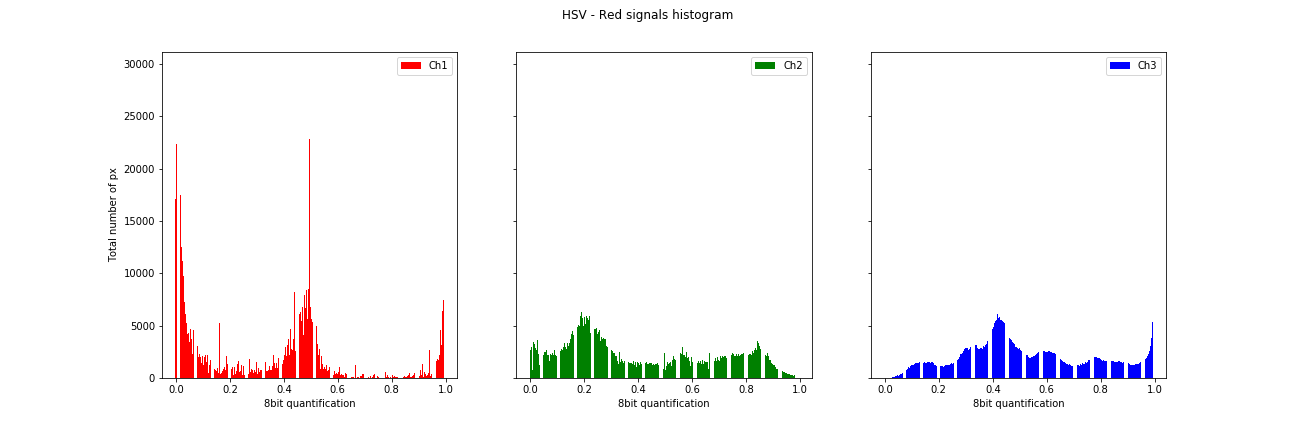 HSV - Red signals histogram
Ch1
Ch2
Ch3
30000
25000
20000
15000
10000
5000
0
Total number of px
0.0 0.2 0.4 0.6 0.8 1.0
0.0 0.2 0.4 0.6 0.8 1.0
0.0 0.2 0.4 0.6 0.8 1.0
8bit quantification
8bit quantification
8bit quantification